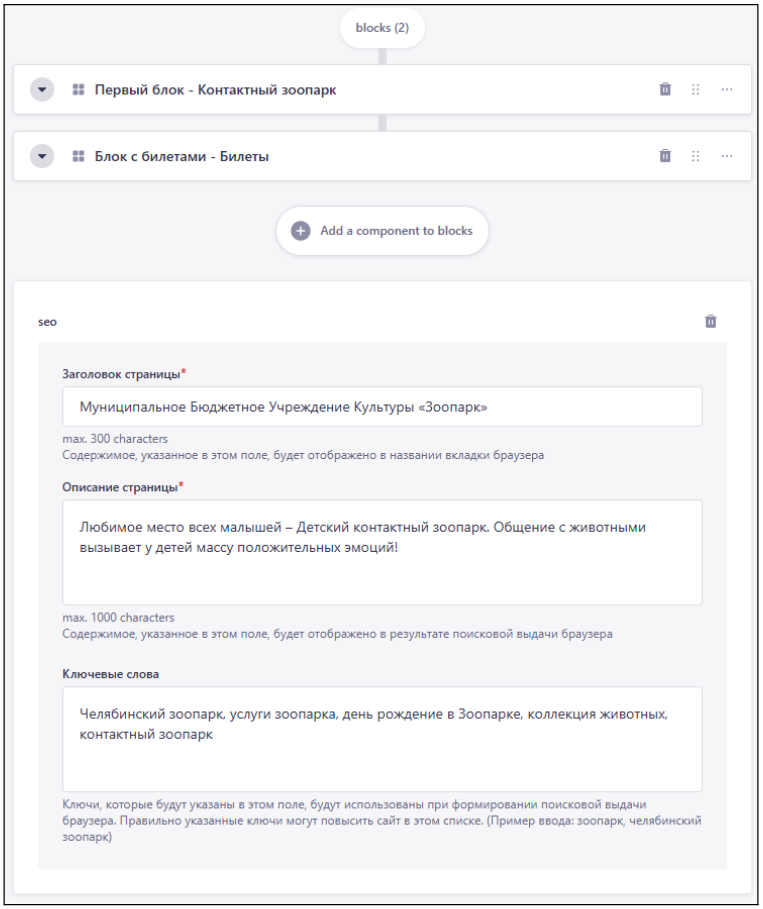 blocks (2)
Первый блок - Контактный зоопарк
Блок с билетами - Билеты
Add a component to blocks
seo
Заголовок страницы*
Муниципальное Бюджетное Учреждение Культуры «Зоопарк»
max. 300 characters
Содержимое, указанное в этом поле, будет отображено в названии вкладки браузера
Описание страницы*
Любимое место всех малышей – Детский контактный зоопарк. Общение с животными
вызывает у детей массу положительных эмоций!
max. 1000 characters
Содержимое, указанное в этом поле, будет отображено в результате поисковой выдачи браузера
Ключевые слова
Челябинский зоопарк, услуги зоопарка, день рождение в Зоопарке, коллекция животных,
контактный зоопарк
Ключи, которые будут указаны в этом поле, будут использованы при формировании поисковой выдачи
браузера. Правильно указанные ключи могут повысить сайт в этом списке. (Пример ввода: зоопарк, челябинский
зоопарк)